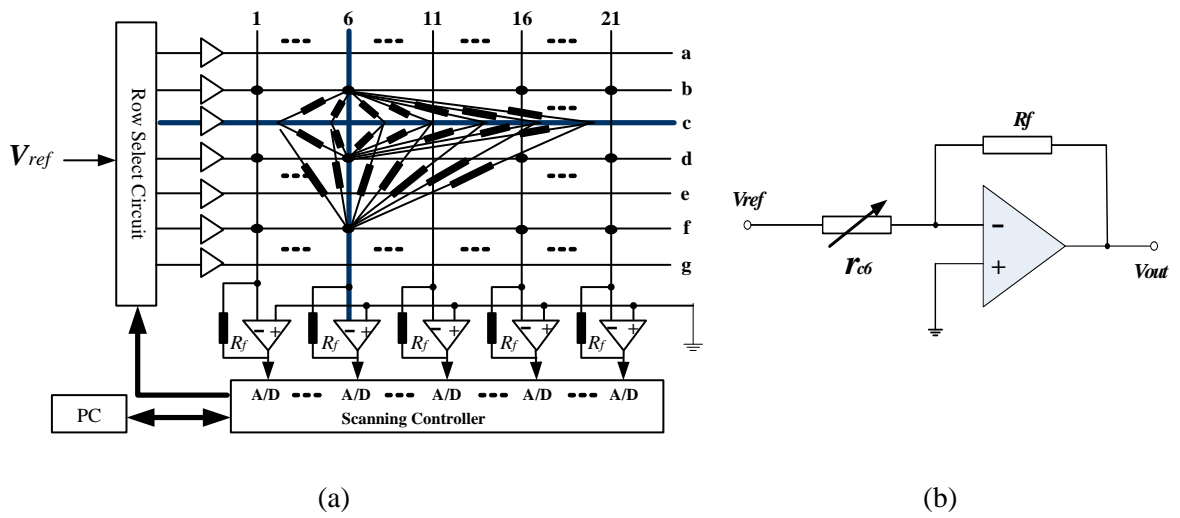 1 6 11 16 21
a
b
c
d
e
f
g
Row Select Circuit
Vref
Rf Rf Rf Rf Rf
A/D A/D A/D A/D A/D
Scanning Controller
PC
(a)
Rf
Vref
rc6
Vout
(b)